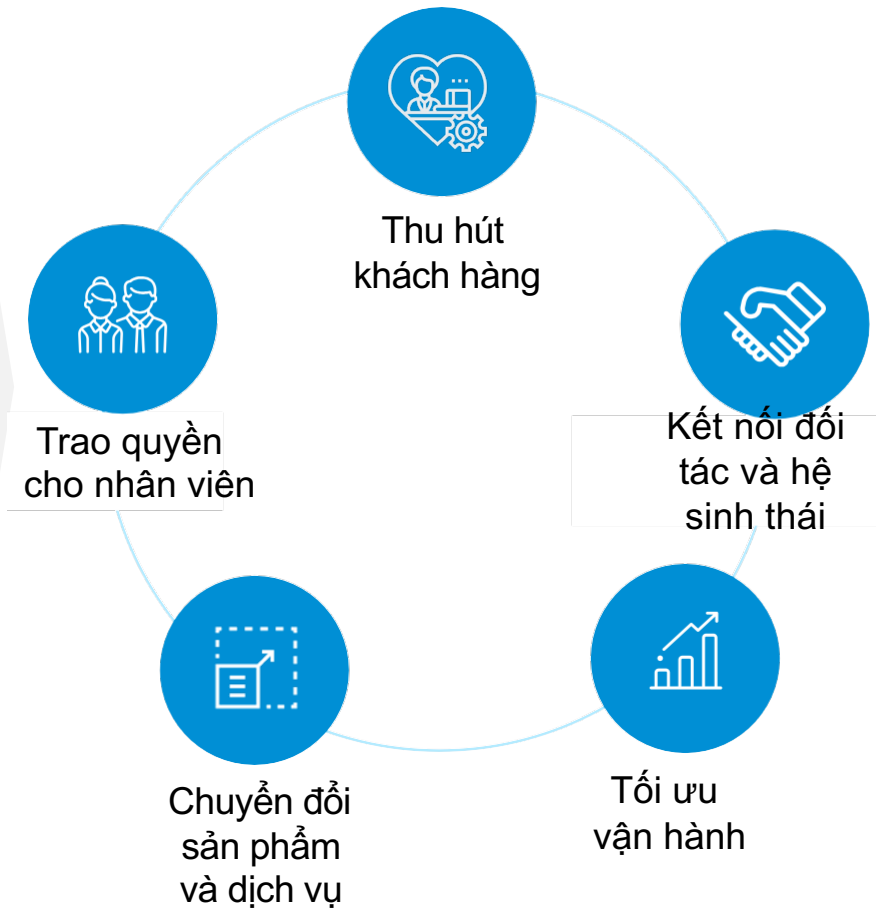 Thu hút
khách hàng
Trao quyền
cho nhân viên
Kết nối đối
tác và hệ
sinh thái
Chuyển đổi
sản phẩm
và dịch vụ
Tối ưu
vận hành